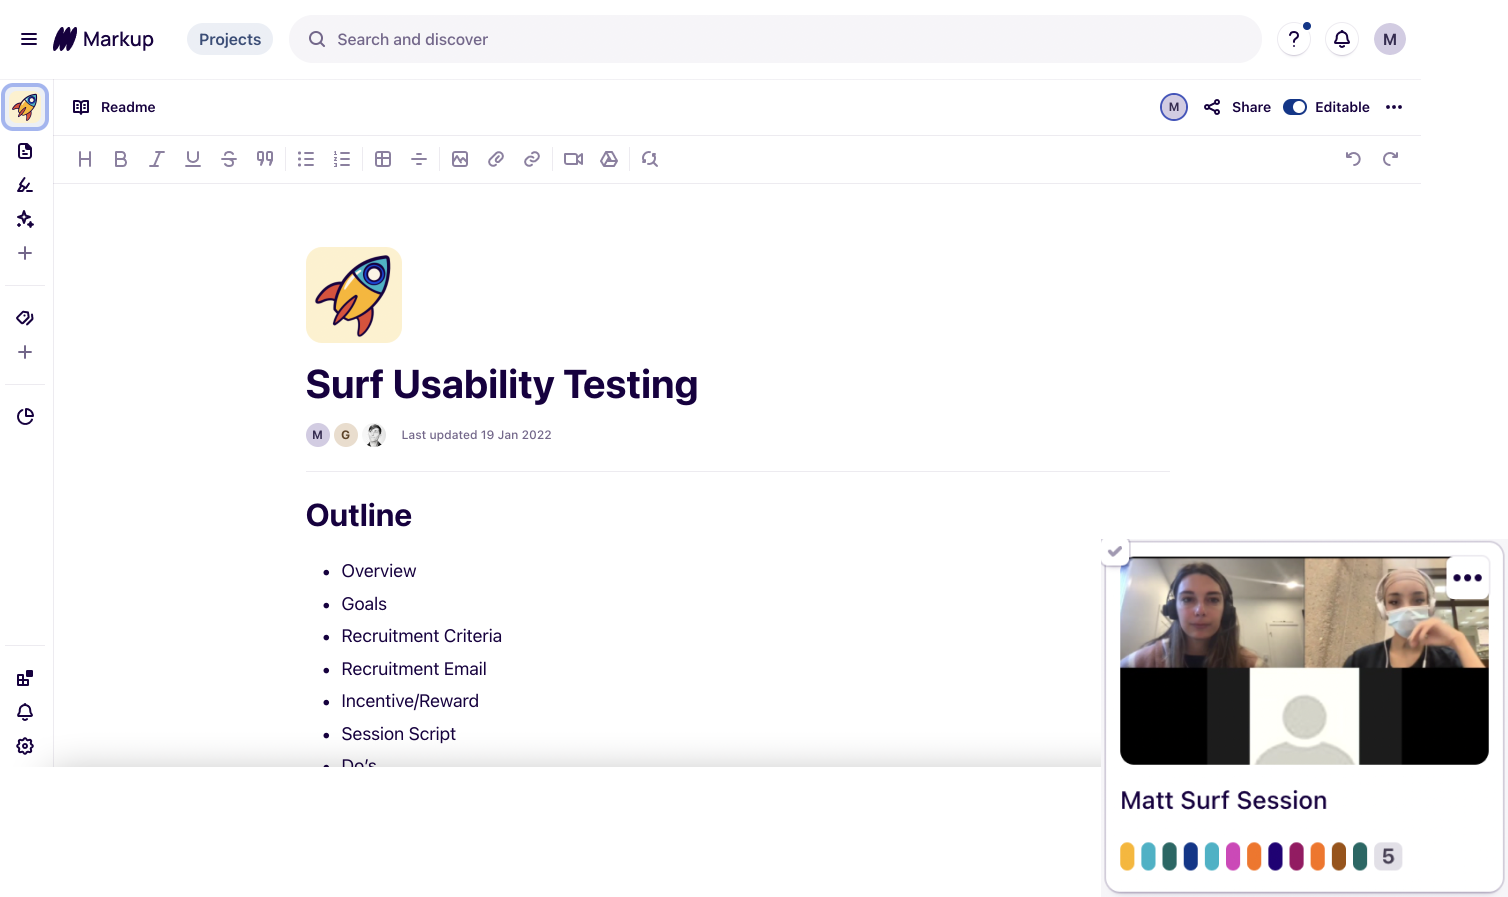 Markup
Projects
Search and discover
?
M
Readme
M
Share
Editable
H B I U S
Surf Usability Testing
M G Last updated 19 Jan 2022
Outline
• Overview
• Goals
• Recruitment Criteria
• Recruitment Email
• Incentive/Reward
• Session Script
• Do's
Matt Surf Session
5